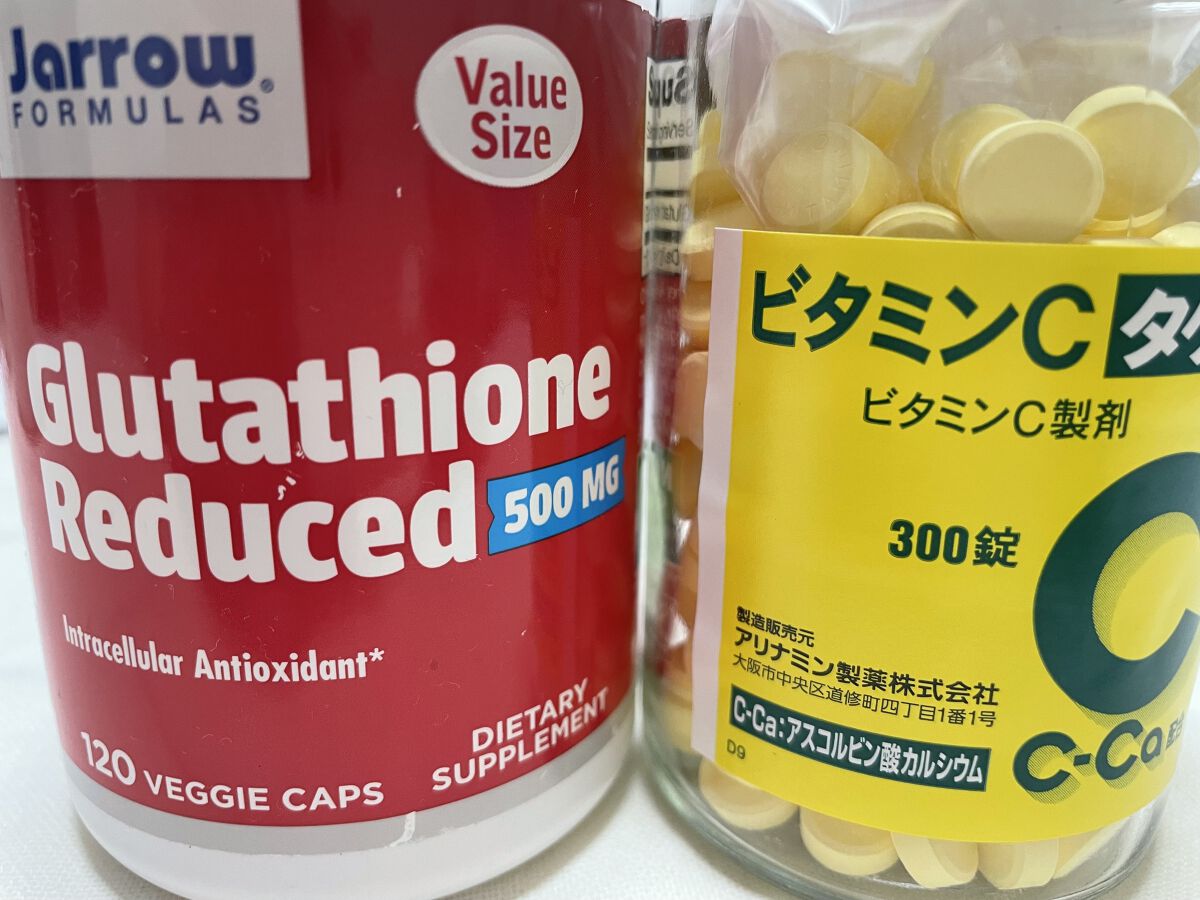 Jarrow
FORMULAS
Value
Size
Glutathione
Reduced
500 MG
Intracellular Antioxidant*
120 VEGGIE CAPS
DIETARY
SUPPLEMENT
ビタミンC
ビタミンC製剤
300錠
C
製造販売元
アリナミン製薬株式会社
大阪市中央区道修町四丁目1番1号
C-Ca:アスコルビン酸カルシウム
C-Ca
D9